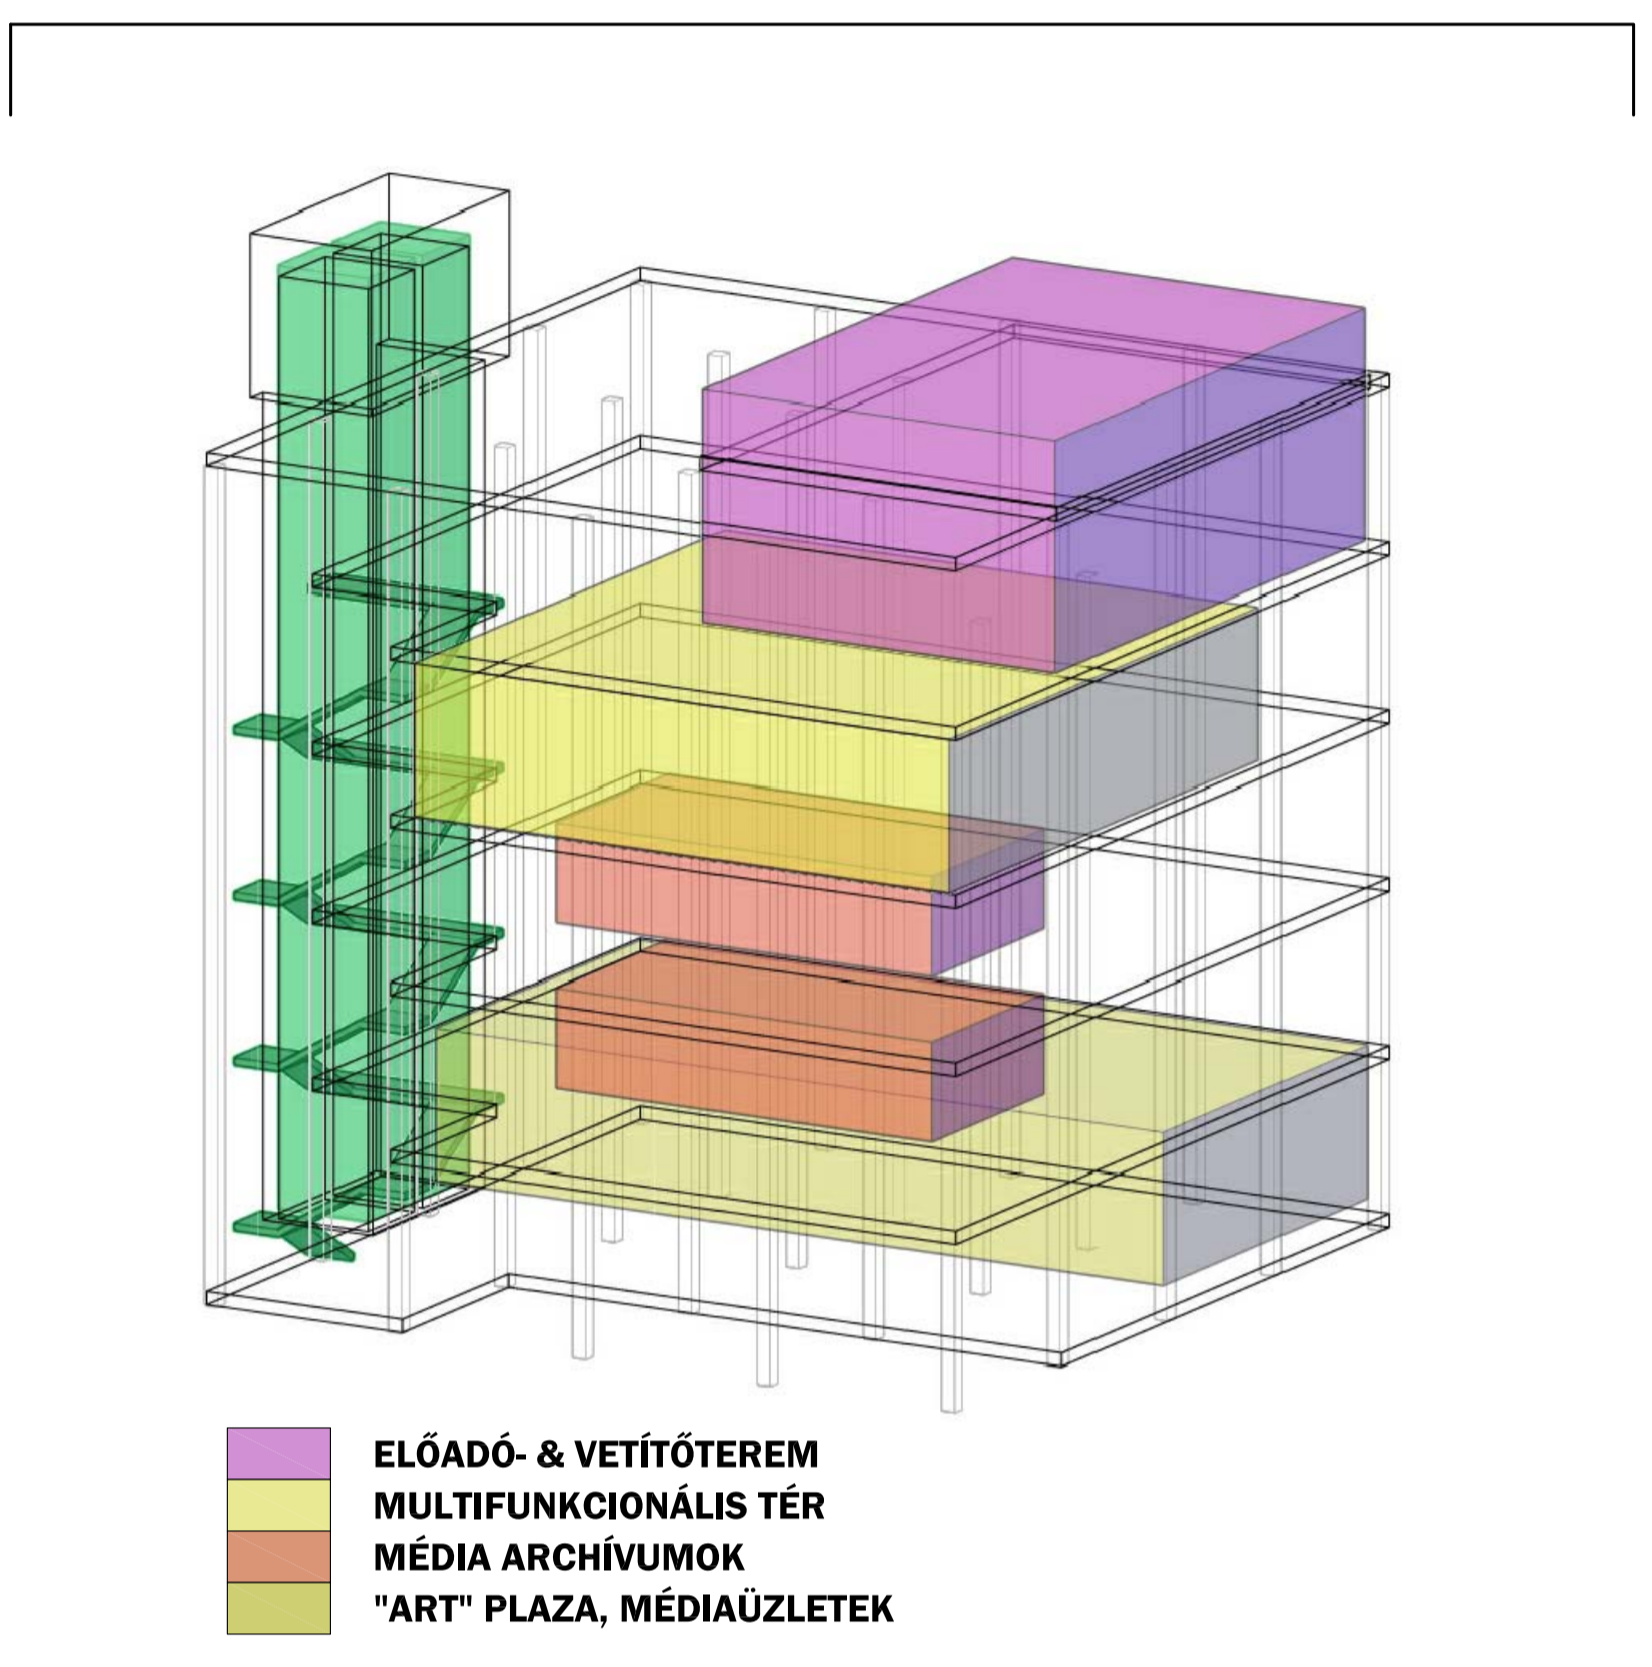 ELŐADÓ- & VETÍTŐTEREM
MULTIFUNKCIONÁLIS TÉR
MÉDIA ARCHÍVUMOK
"ART" PLAZA, MÉDIAÜZLETEK